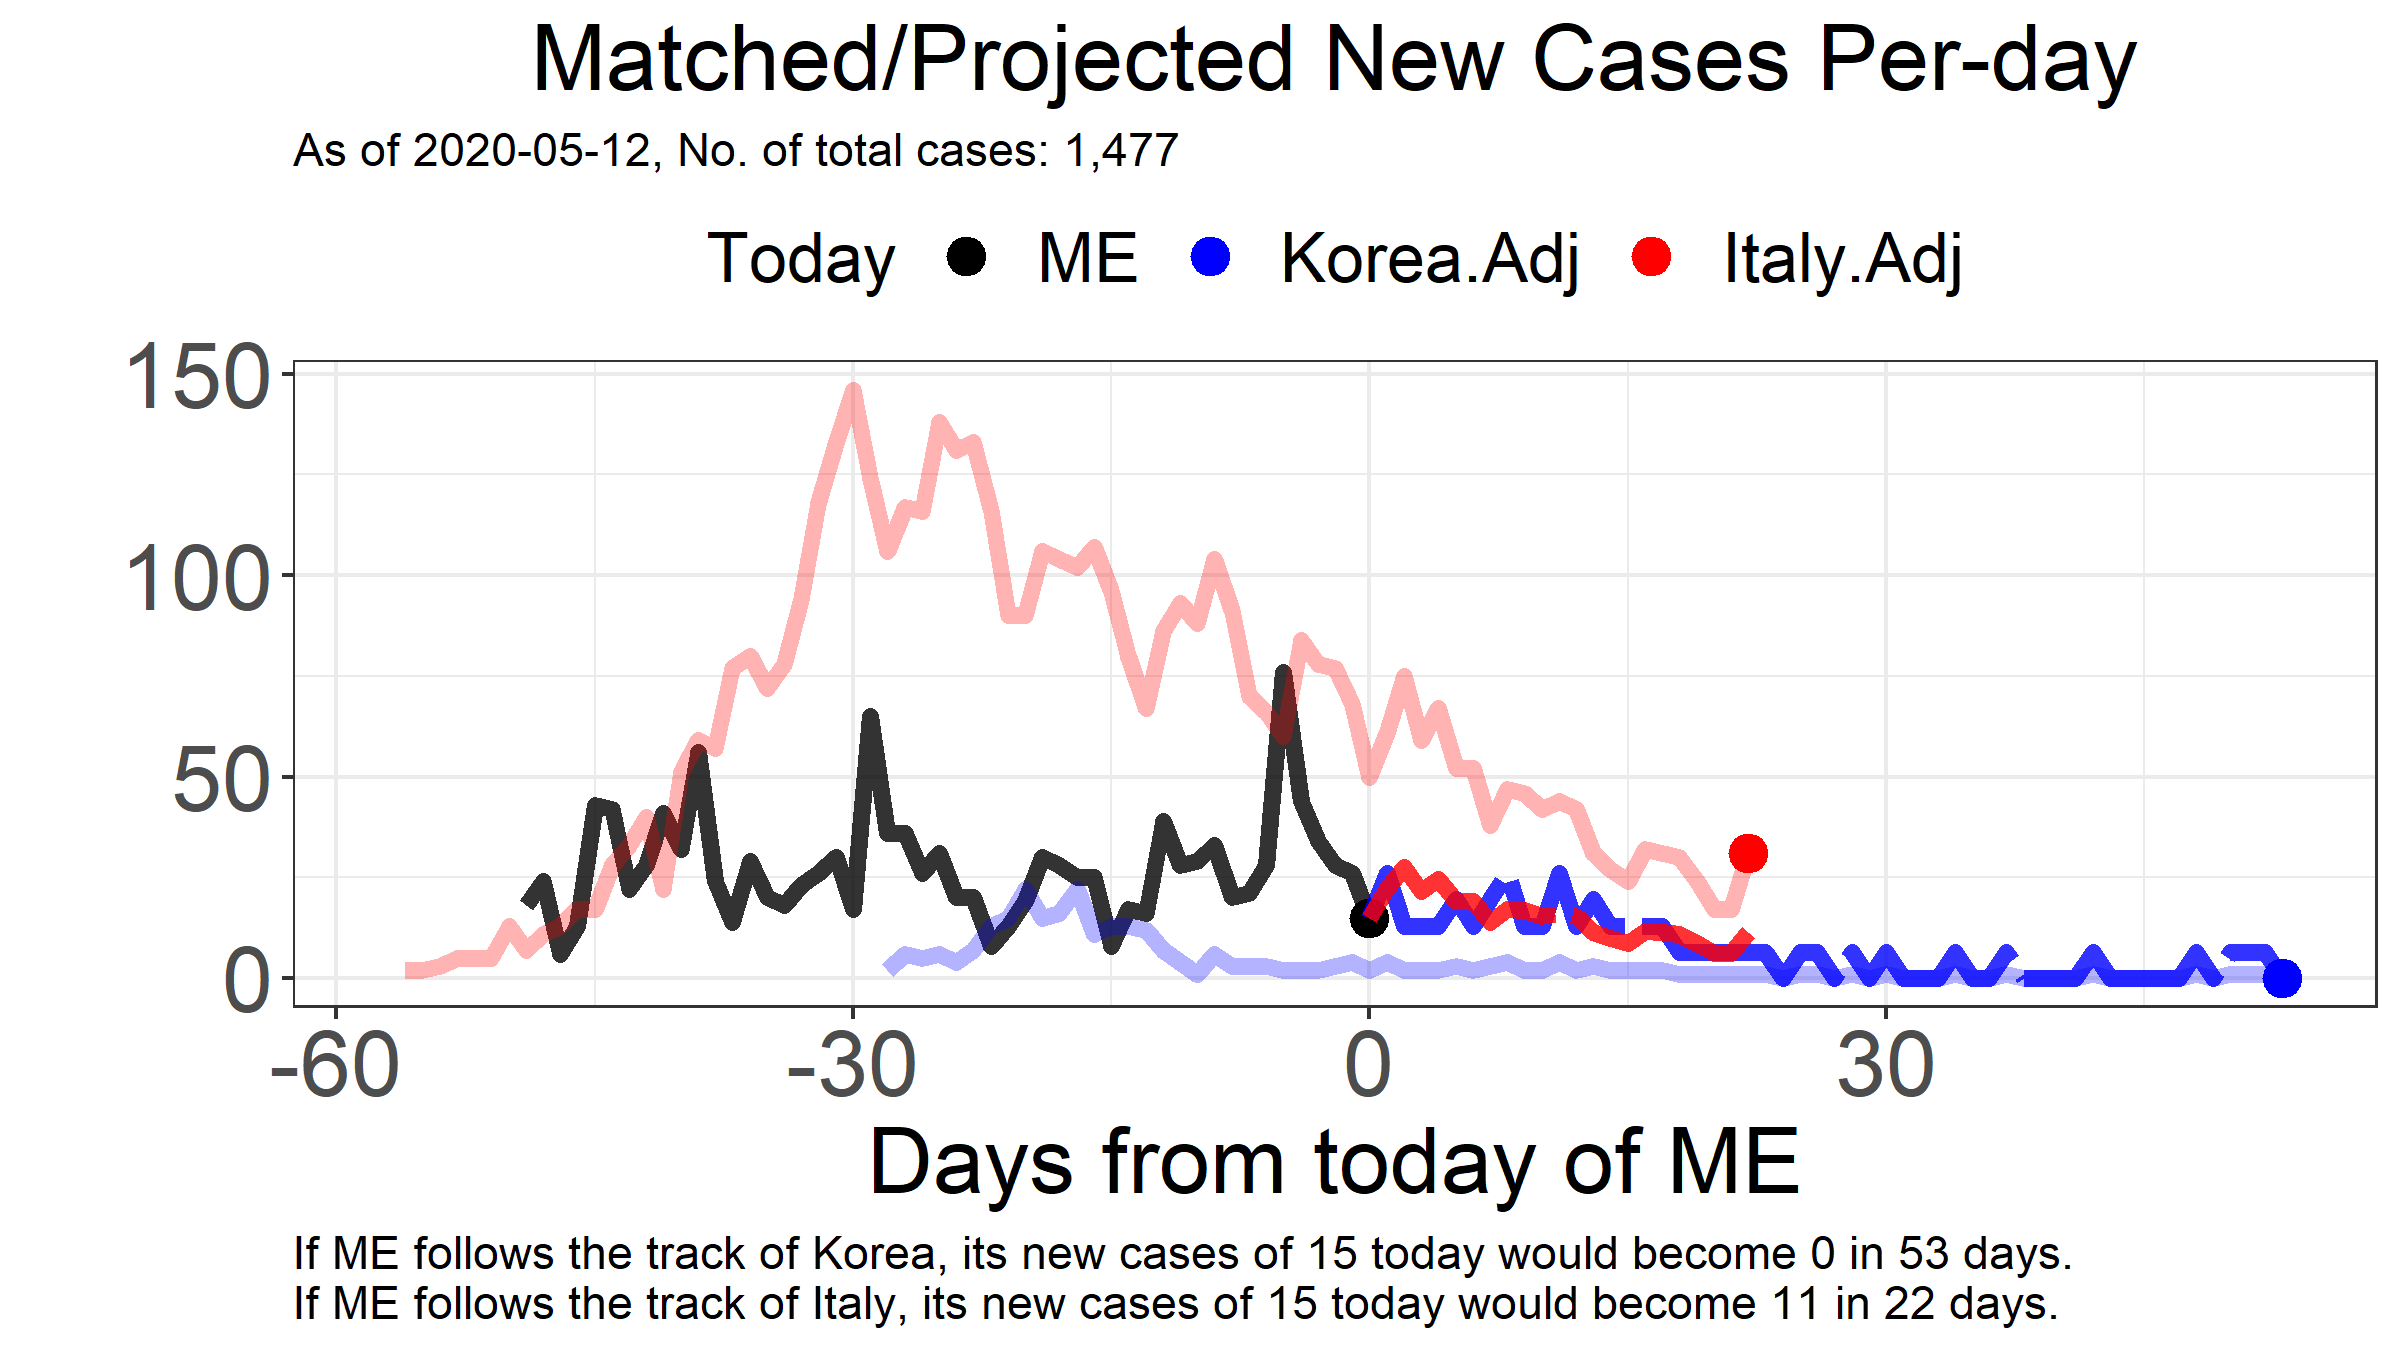 Matched/Projected New Cases Per-day
As of 2020-05-12, No. of total cases: 1,477
Today ME Korea.Adj Italy.Adj
150
100
50
0
-60 -30 0 30
Days from today of ME
If ME follows the track of Korea, its new cases of 15 today would become 0 in 53 days.
If ME follows the track of Italy, its new cases of 15 today would become 11 in 22 days.